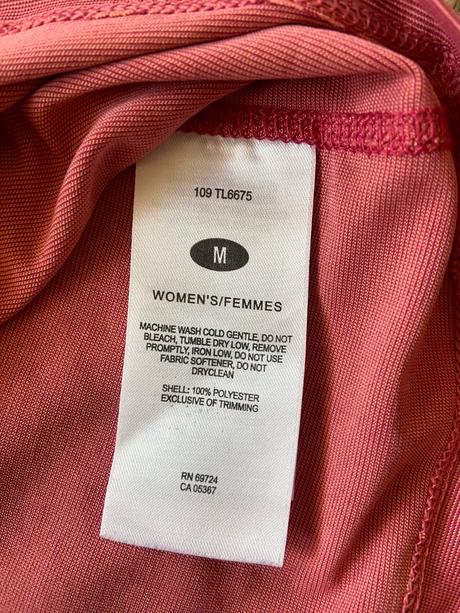 109 TL6675
M
WOMEN'S/FEMMES
MACHINE WASH COLD GENTLE, DO NOT
BLEACH, TUMBLE DRY LOW, REMOVE
PROMPTLY, IRON LOW, DO NOT USE
FABRIC SOFTENER, DO NOT
DRYCLEAN
SHELL: 100% POLYESTER
EXCLUSIVE OF TRIMMING
RN 69724
CA 05367